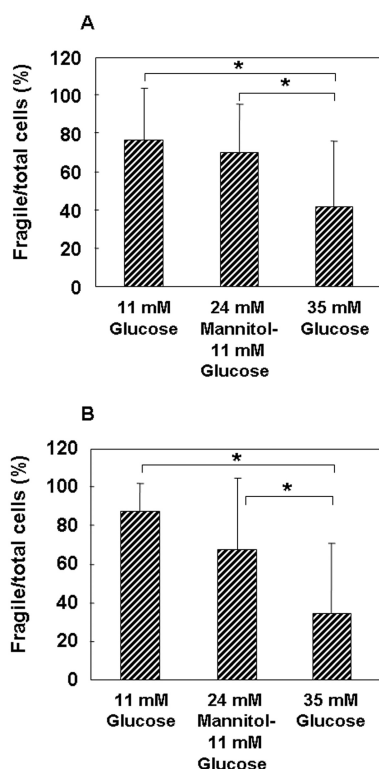 A
Fragile/total cells (%)
120
100
80
60
40
20
0
*
*
11 mM
Glucose
24 mM
Mannitol-
11 mM
Glucose
35 mM
Glucose
B
Fragile/total cells (%)
120
100
80
60
40
20
0
*
*
11 mM
Glucose
24 mM
Mannitol-
11 mM
Glucose
35 mM
Glucose